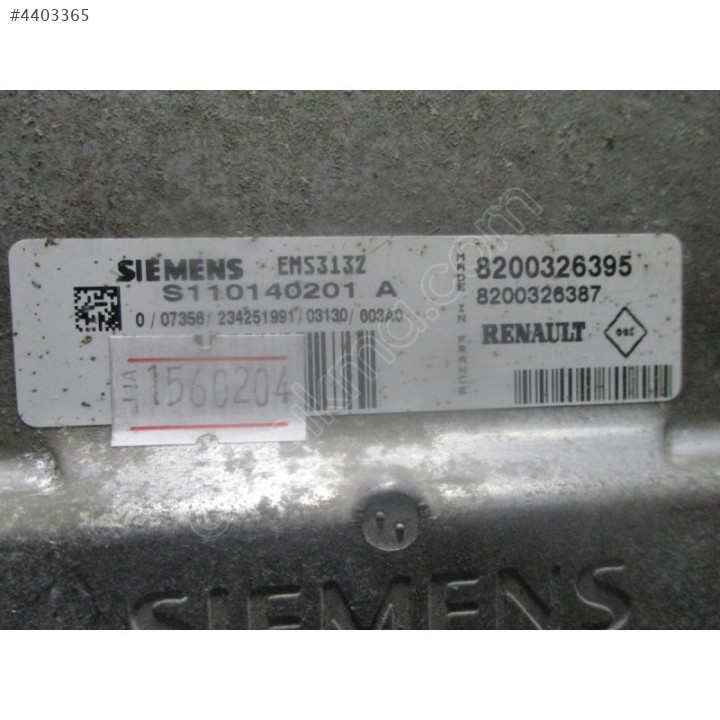 #4403365
SIEMENS EMS3132
S110140201 A
0 / 07356 / 234251991 / 03130 / 003A0
MADE IN FRANCE
8200326395
8200326387
RENAULT
1560204
SIEMENS